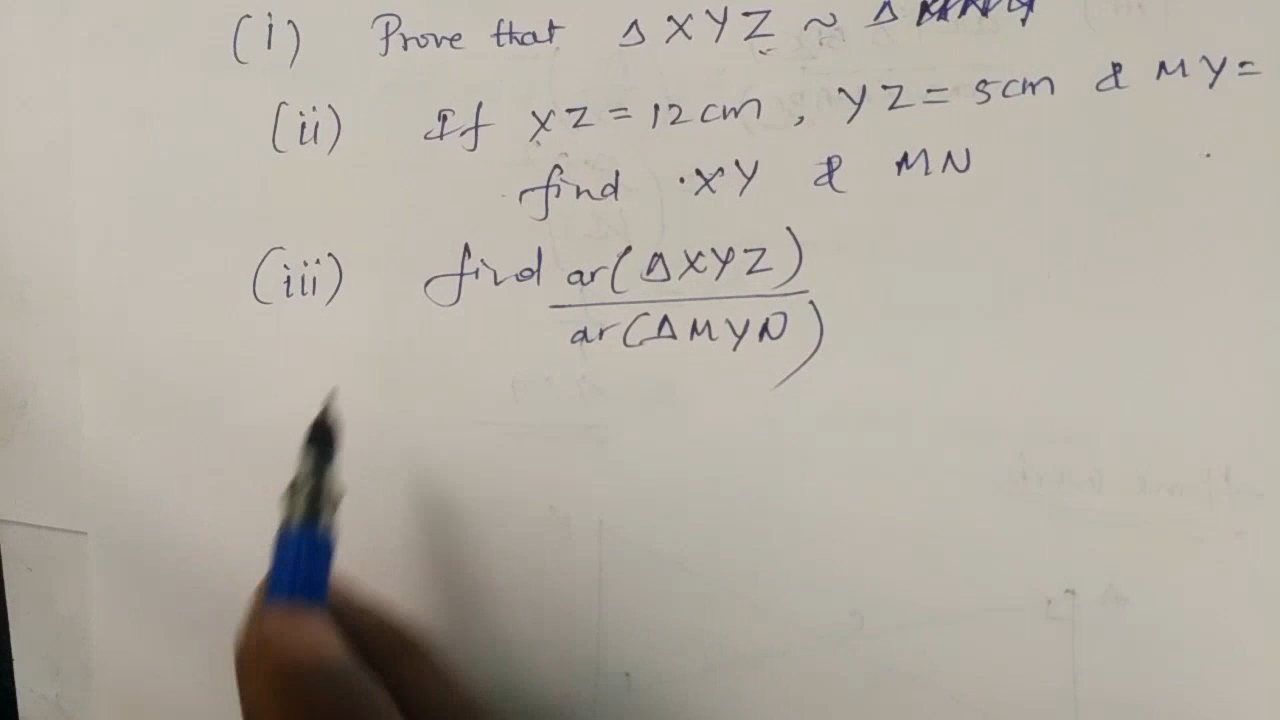 (i) Prove that Δ XYZ ~ Δ
(ii) If XZ = 12 cm, YZ = 5 cm & MY =
find XY & MN
(iii) find ar(ΔXYZ)
ar(ΔMYN)